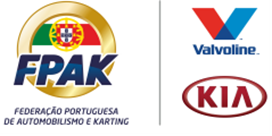 FPAK
FEDERAÇÃO PORTUGUESA
DE AUTOMOBILISMO E KARTING
Valvoline
KIA